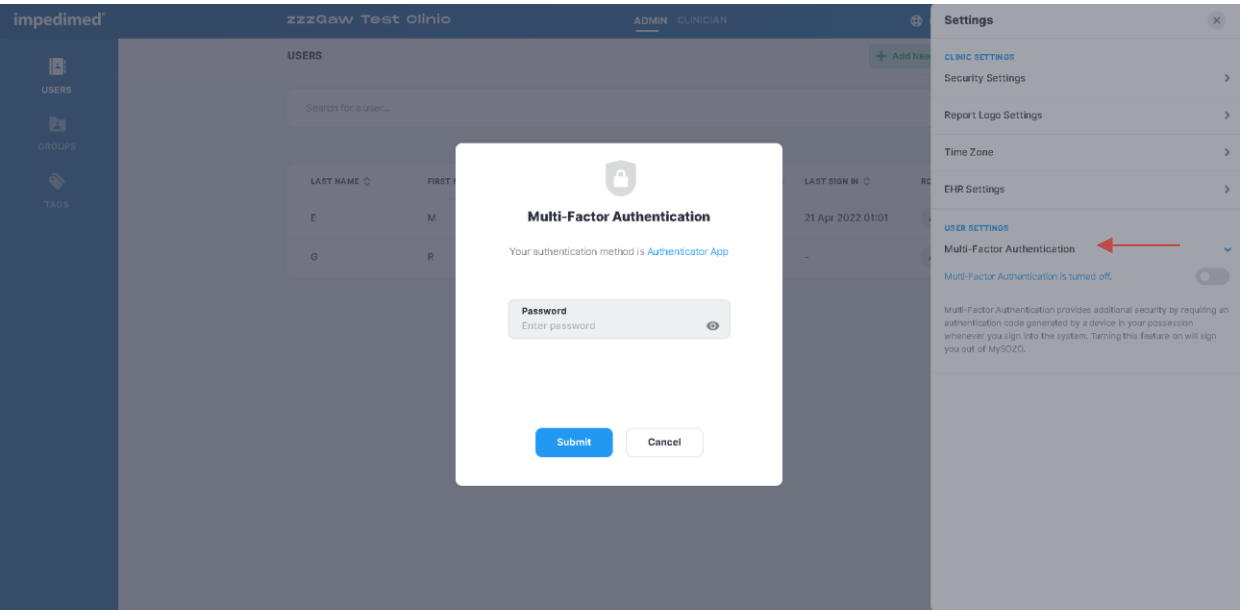 impedimed®
zzzGaw Test Clinic
ADMIN CLINICIAN
Settings
USERS
GROUPS
TAGS
USERS
Add New
Search for a user...
LAST NAME
FIRST
LAST SIGN IN
E M 21 Apr 2022 01:01
G R -
Multi-Factor Authentication
Your authentication method is Authenticator App
Password
Enter password
Submit Cancel
CLINIC SETTINGS
Security Settings
Report Logo Settings
Time Zone
EHR Settings
USER SETTINGS
Multi-Factor Authentication
Multi-Factor Authentication is turned off.
Multi-Factor Authentication provides additional security by requiring an
authentication code generated by a device in your possession
whenever you sign into the system. Turning this feature on will sign
you out of MySOZO.